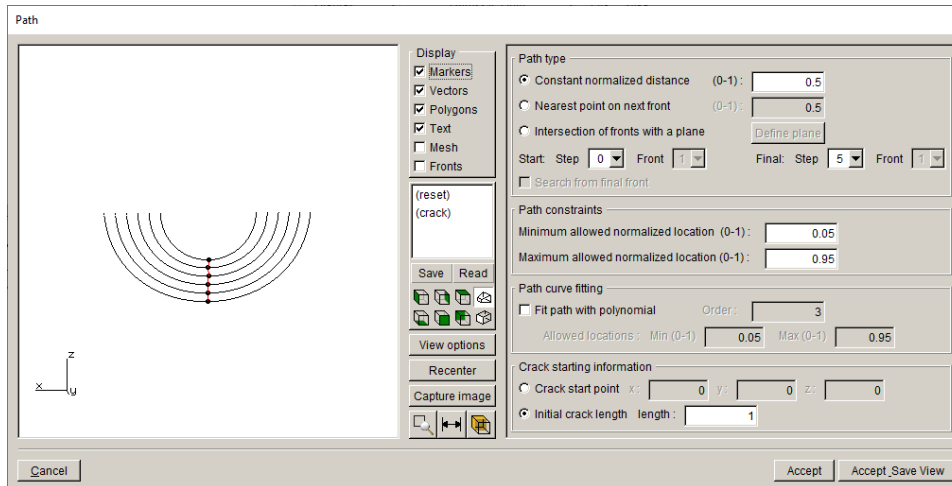 Path
Display
Markers
Vectors
Polygons
Text
Mesh
Fronts
(reset)
(crack)
Save Read
View options
Recenter
Capture image
z
x
y
Path type
Constant normalized distance (0-1) : 0.5
Nearest point on next front (0-1) : 0.5
Intersection of fronts with a plane Define plane
Start: Step 0 Front 1 Final: Step 5 Front 1
Search from final front
Path constraints
Minimum allowed normalized location (0-1) : 0.05
Maximum allowed normalized location (0-1) : 0.95
Path curve fitting
Fit path with polynomial Order : 3
Allowed locations : Min (0-1) 0.05 Max (0-1) 0.95
Crack starting information
Crack start point x : 0 y : 0 z : 0
Initial crack length length : 1
Cancel Accept Accept_Save View